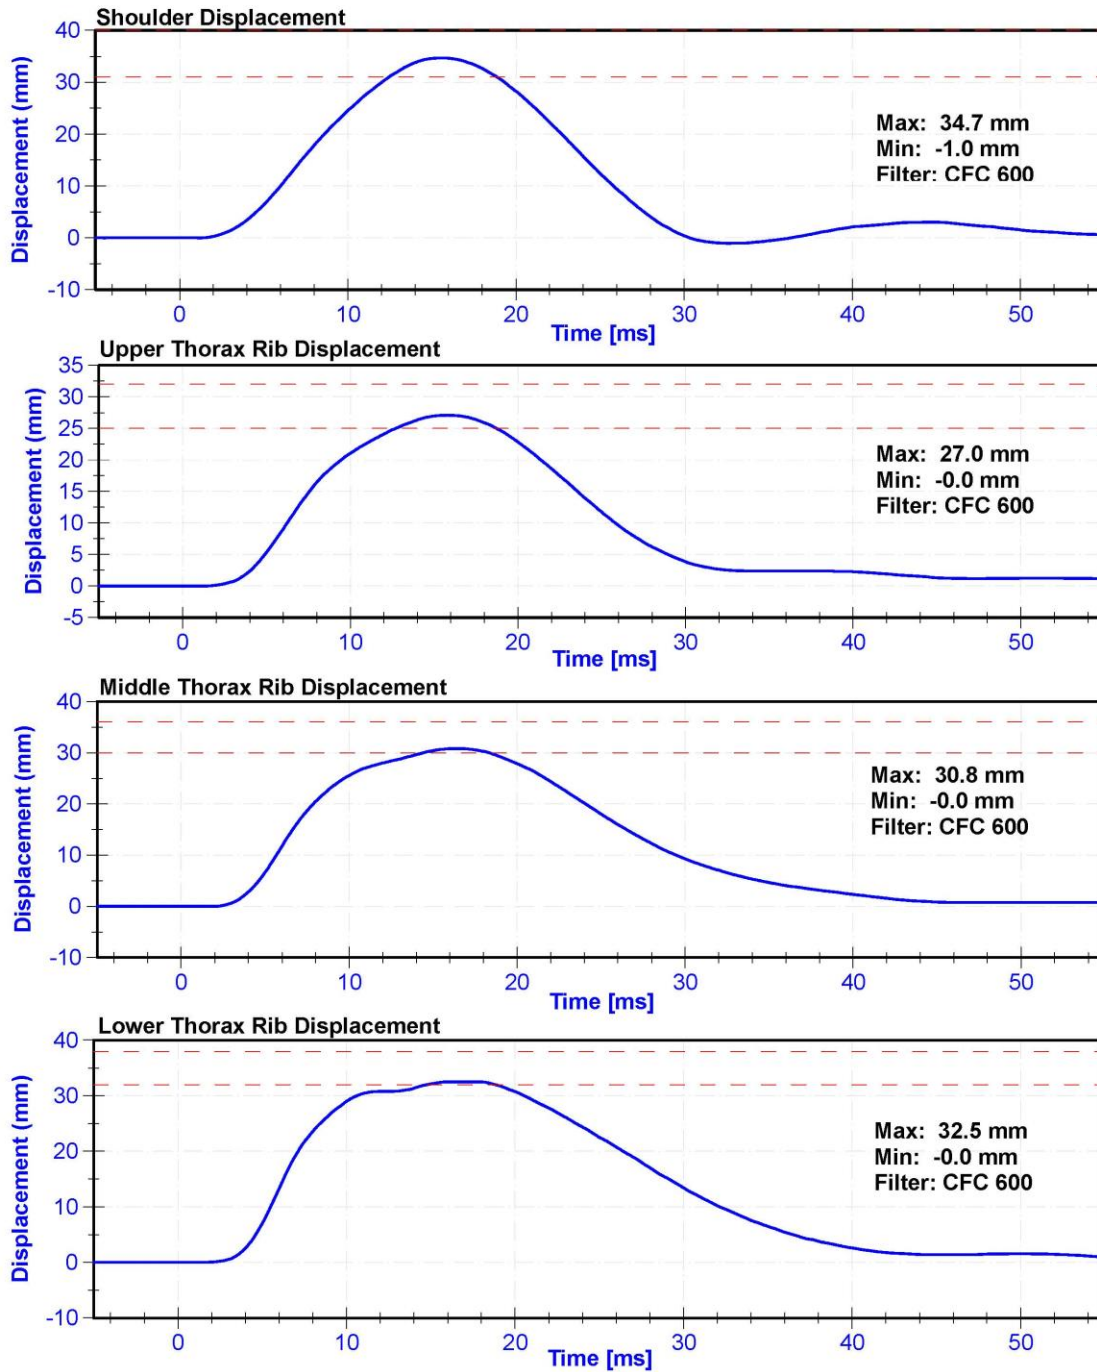 Shoulder Displacement
40
30
20
10
0
-10
Displacement (mm)
Max: 34.7 mm
Min: -1.0 mm
Filter: CFC 600
0 10 20 30 40 50
Time [ms]
Upper Thorax Rib Displacement
35
30
25
20
15
10
5
0
-5
Displacement (mm)
Max: 27.0 mm
Min: -0.0 mm
Filter: CFC 600
0 10 20 30 40 50
Time [ms]
Middle Thorax Rib Displacement
40
30
20
10
0
-10
Displacement (mm)
Max: 30.8 mm
Min: -0.0 mm
Filter: CFC 600
0 10 20 30 40 50
Time [ms]
Lower Thorax Rib Displacement
40
30
20
10
0
-10
Displacement (mm)
Max: 32.5 mm
Min: -0.0 mm
Filter: CFC 600
0 10 20 30 40 50
Time [ms]